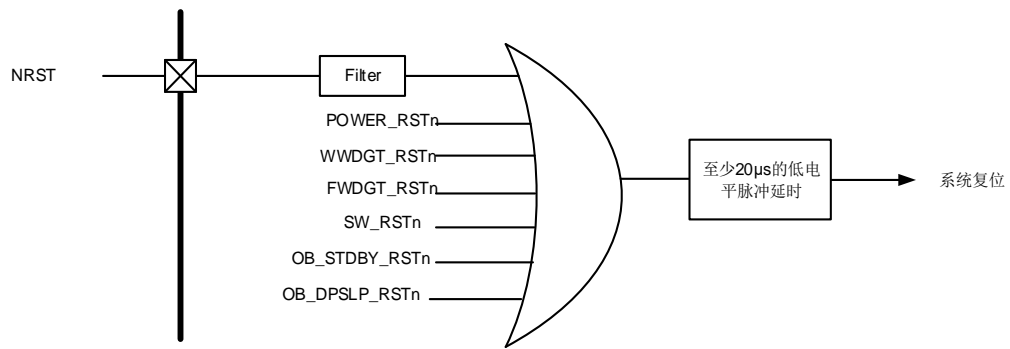 NRST
Filter
POWER_RSTn
WWDGT_RSTn
FWDGT_RSTn
SW_RSTn
OB_STDBY_RSTn
OB_DPSLP_RSTn
至少20μs的低电
平脉冲延时
系统复位